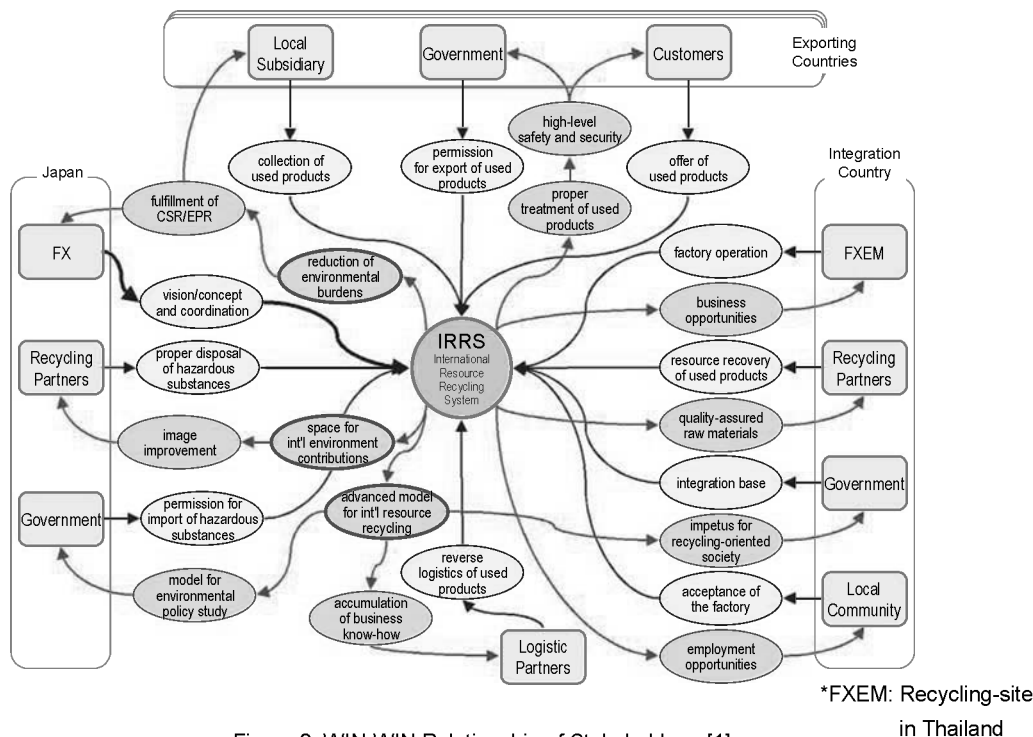 Local
Subsidiary
Government
Customers
Exporting
Countries
high-level
safety and security
collection of
used products
permission
for export of used
products
offer of
used products
proper
treatment of used
products
Japan
Integration
Country
fulfillment of
CSR/EPR
FX
reduction of
environmental
burdens
factory operation
FXEM
vision/concept
and coordination
business
opportunities
IRRS
International
Resource
Recycling
System
Recycling
Partners
proper disposal
of hazardous
substances
resource recovery
of used products
Recycling
Partners
image
improvement
space for
int'l environment
contributions
quality-assured
raw materials
Government
permission for
import of hazardous
substances
advanced model
for int'l resource
recycling
integration base
Government
impetus for
recycling-oriented
society
reverse
logistics of used
products
model for
environmental
policy study
accumulation
of business
know-how
acceptance of
the factory
Local
Community
Logistic
Partners
employment
opportunities
*FXEM: Recycling-site
in Thailand